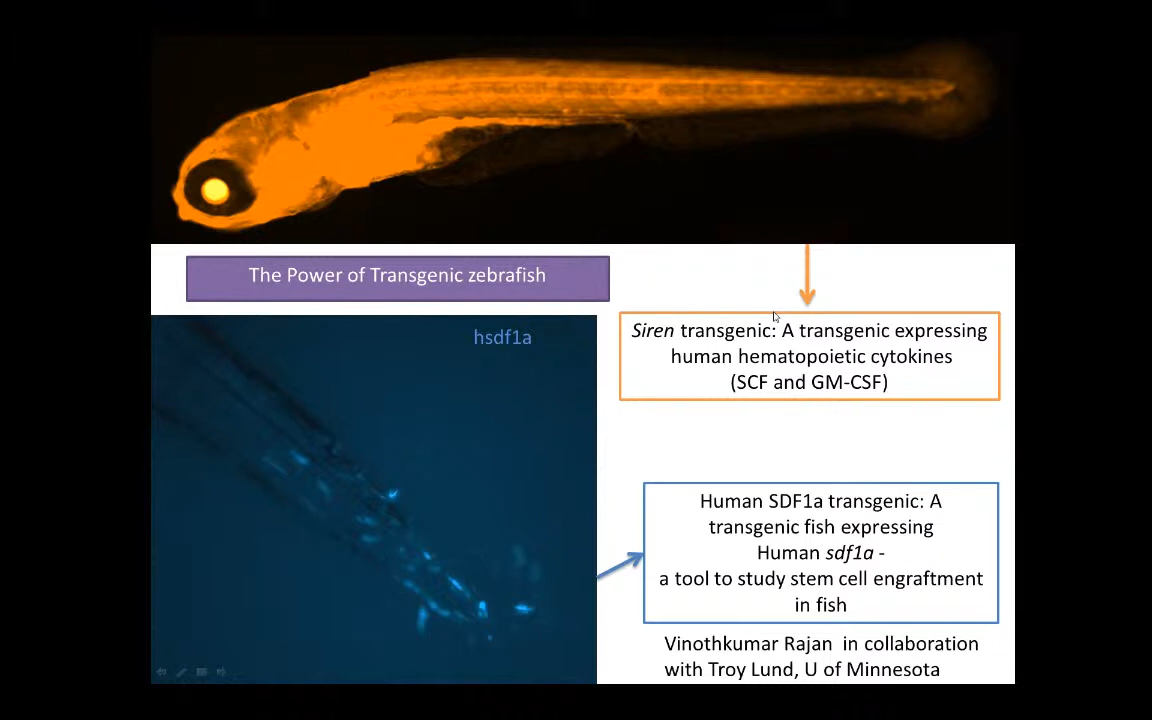 The Power of Transgenic zebrafish
hsdf1a
Siren transgenic: A transgenic expressing
human hematopoietic cytokines
(SCF and GM-CSF)
Human SDF1a transgenic: A
transgenic fish expressing
Human sdf1a -
a tool to study stem cell engraftment
in fish
Vinothkumar Rajan in collaboration
with Troy Lund, U of Minnesota